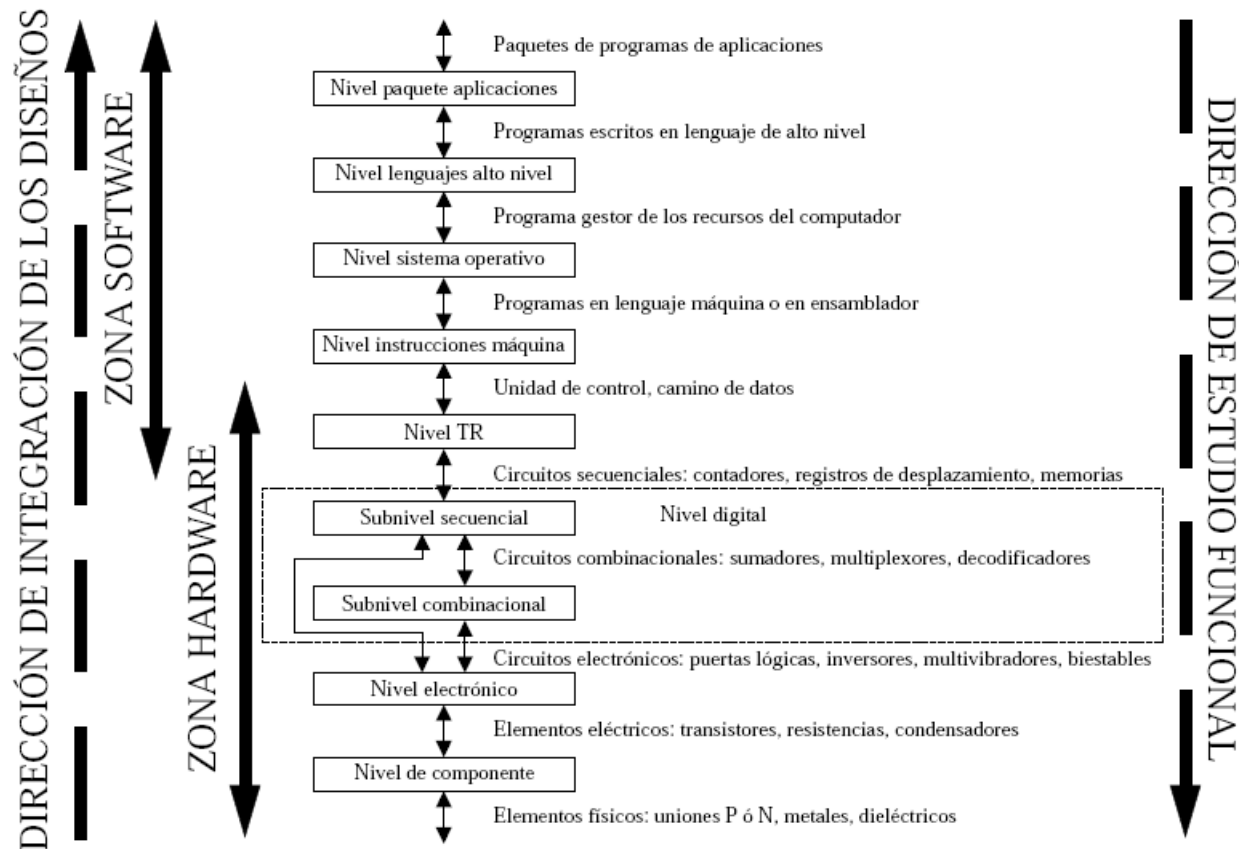 DIRECCIÓN DE INTEGRACIÓN DE LOS DISEÑOS
ZONA SOFTWARE
ZONA HARDWARE
Paquetes de programas de aplicaciones
Nivel paquete aplicaciones
Programas escritos en lenguaje de alto nivel
Nivel lenguajes alto nivel
Programa gestor de los recursos del computador
Nivel sistema operativo
Programas en lenguaje máquina o en ensamblador
Nivel instrucciones máquina
Unidad de control, camino de datos
Nivel TR
Circuitos secuenciales: contadores, registros de desplazamiento, memorias
Subnivel secuencial
Nivel digital
Circuitos combinacionales: sumadores, multiplexores, decodificadores
Subnivel combinacional
Circuitos electrónicos: puertas lógicas, inversores, multivibradores, biestables
Nivel electrónico
Elementos eléctricos: transistores, resistencias, condensadores
Nivel de componente
Elementos físicos: uniones P ó N, metales, dieléctricos
DIRECCIÓN DE ESTUDIO FUNCIONAL